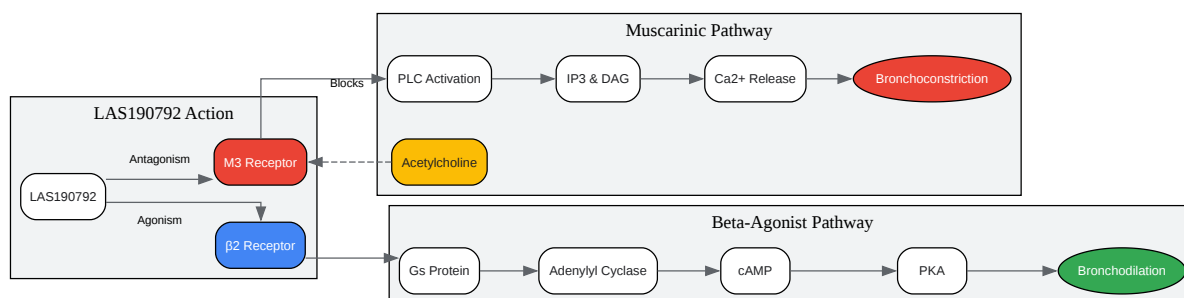 Muscarinic Pathway
PLC Activation
IP3 & DAG
Ca2+ Release
Bronchoconstriction
Blocks
LAS190792 Action
Antagonism
M3 Receptor
Acetylcholine
LAS190792
Agonism
β2 Receptor
Beta-Agonist Pathway
Gs Protein
Adenylyl Cyclase
cAMP
PKA
Bronchodilation